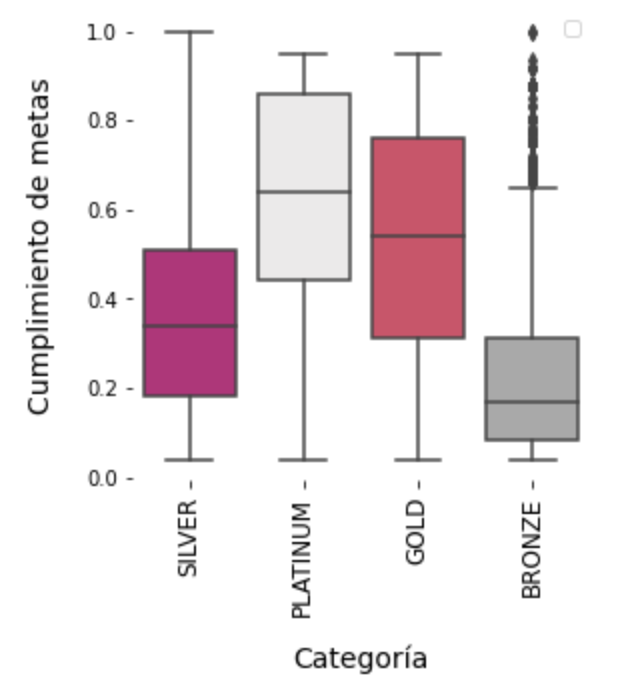 Cumplimiento de metas
1.0
0.8
0.6
0.4
0.2
0.0
SILVER
PLATINUM
GOLD
BRONZE
Categoría